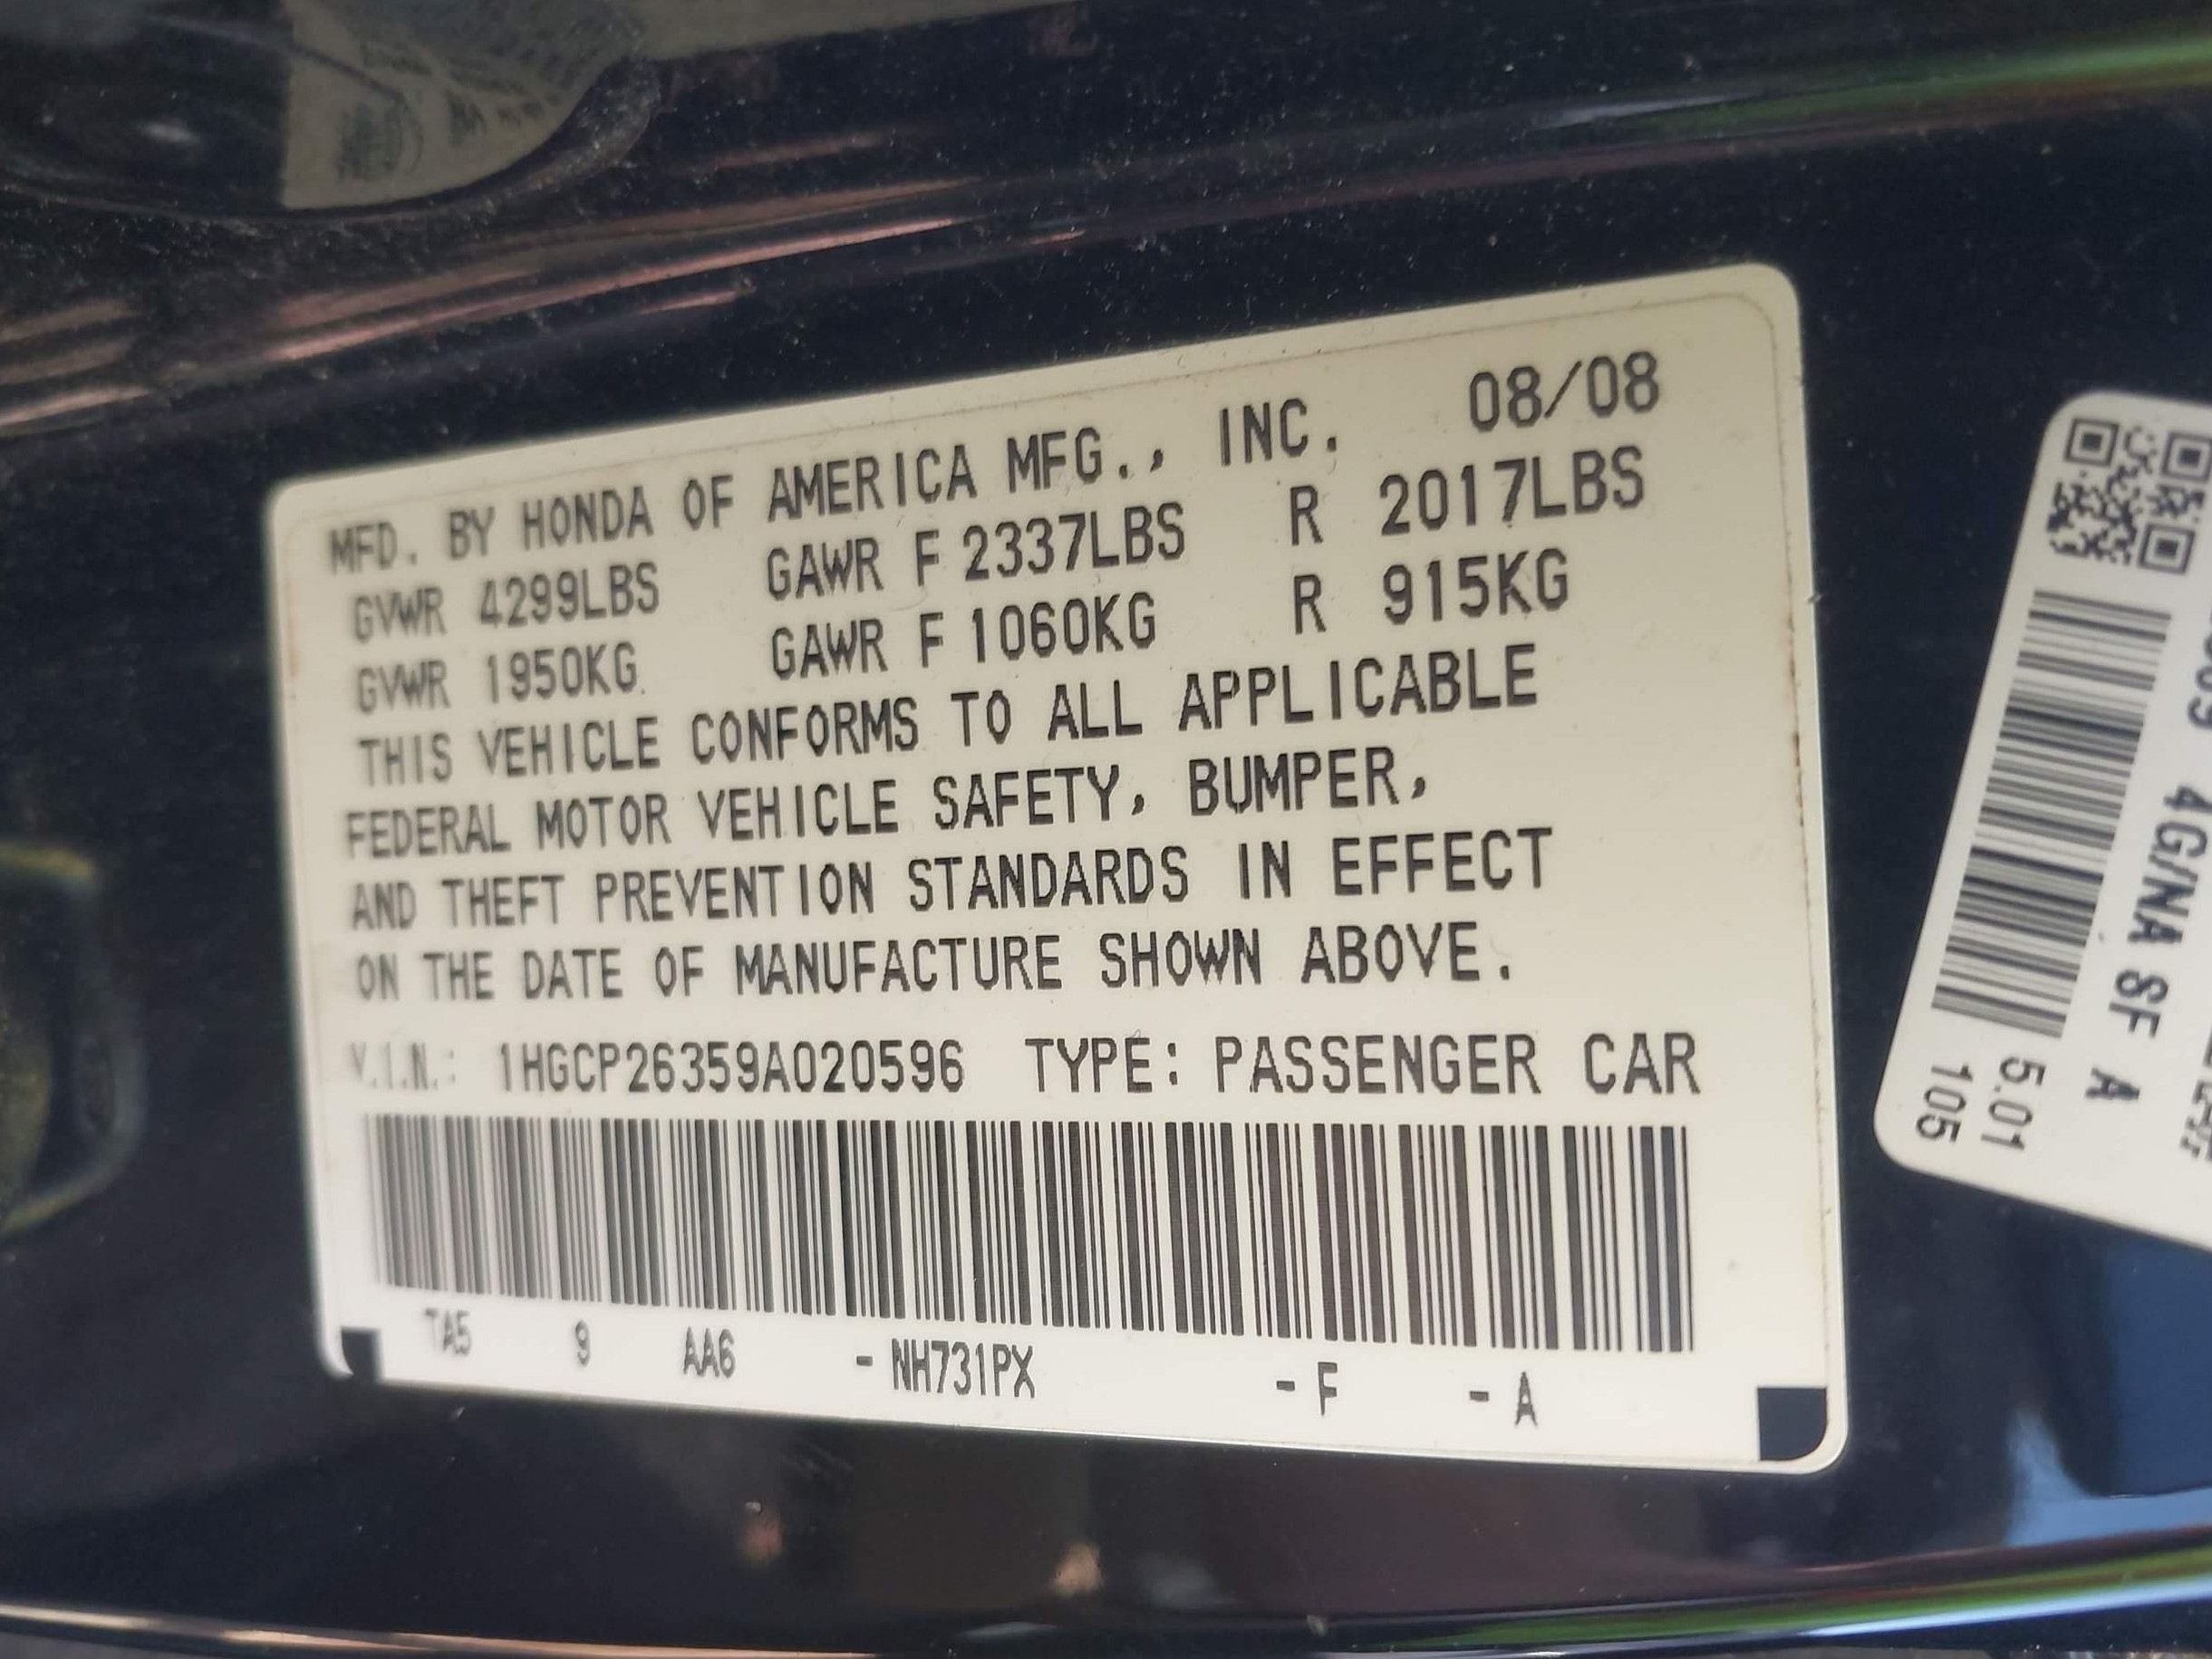 MFD. BY HONDA OF AMERICA MFG., INC. 08/08
GVWR 4299LBS GAWR F 2337LBS R 2017LBS
GVWR 1950KG GAWR F 1060KG R 915KG
THIS VEHICLE CONFORMS TO ALL APPLICABLE
FEDERAL MOTOR VEHICLE SAFETY, BUMPER,
AND THEFT PREVENTION STANDARDS IN EFFECT
ON THE DATE OF MANUFACTURE SHOWN ABOVE.
V.I.N.: 1HGCP26359A020596 TYPE: PASSENGER CAR
TA5 9 AA6 - NH731PX - F - A
4G/NA 8F A
5.01
105